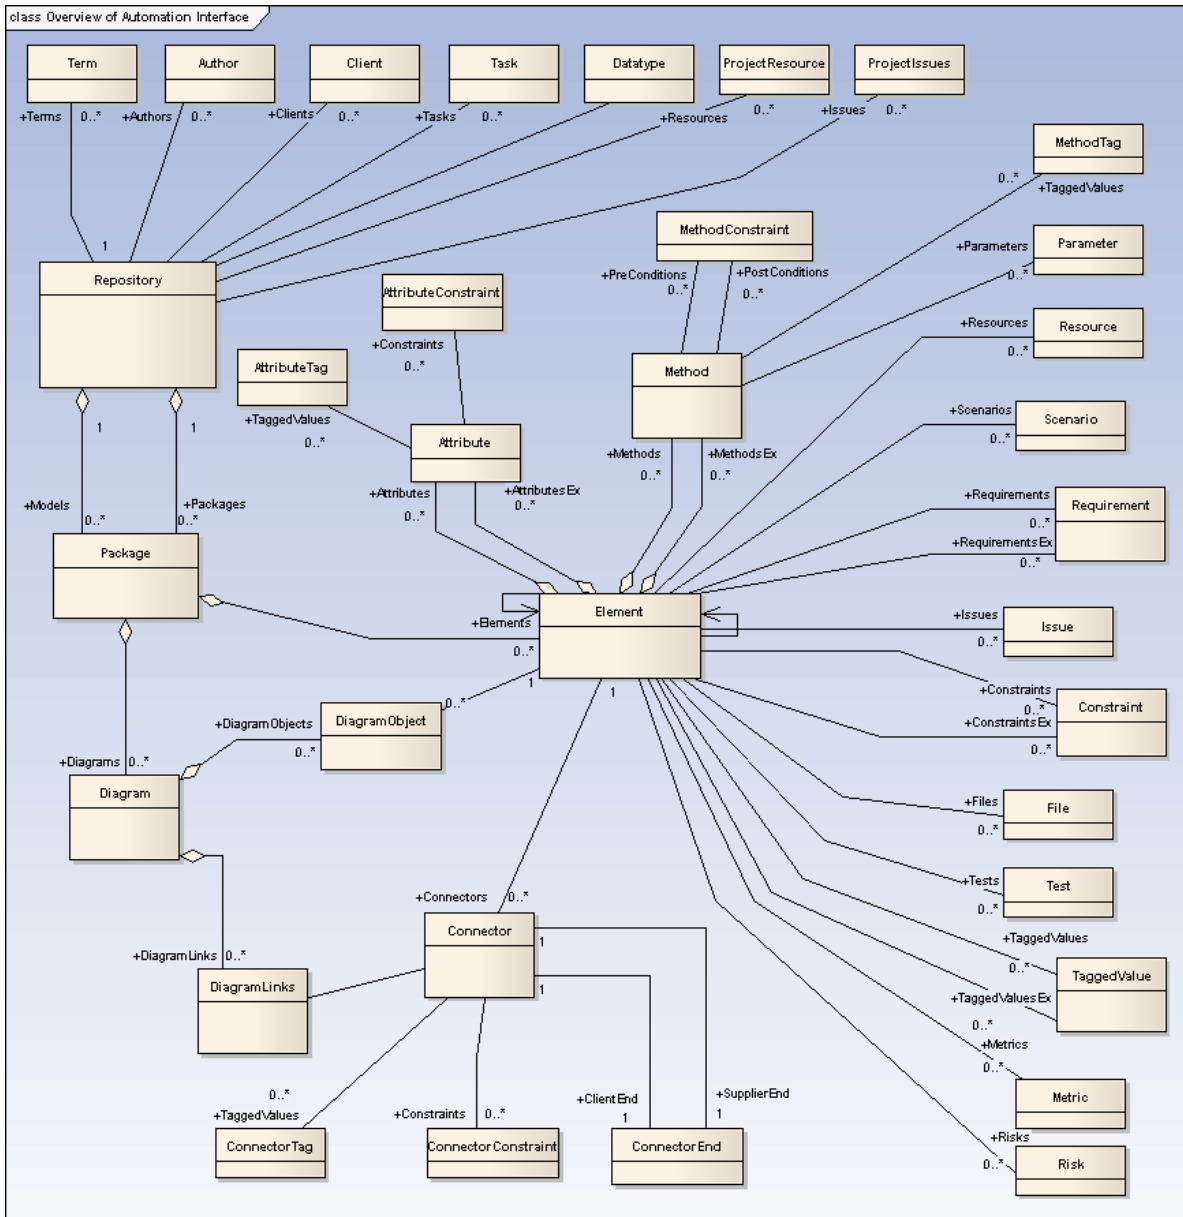 class Overview of Automation Interface
Term
Author
Client
Task
Datatype
ProjectResource
ProjectIssues
+Terms
0..*
+Authors
0..*
+Clients
0..*
+Tasks
0..*
+Resources
0..*
+Issues
0..*
MethodTag
0..*
+TaggedValues
MethodConstraint
+Parameters
Parameter
0..*
1
Repository
+PreConditions
0..*
+PostConditions
0..*
AttributeConstraint
+Constraints
0..*
+Resources
Resource
0..*
AttributeTag
+TaggedValues
0..*
Method
+Scenarios
Scenario
0..*
1
1
Attribute
+Methods
0..*
+MethodsEx
0..*
+Attributes
0..*
+AttributesEx
0..*
+Models
0..*
+Packages
0..*
+Requirements
Requirement
0..*
+RequirementsEx
0..*
Package
Element
+Elements
0..*
+Issues
Issue
0..*
1
1
0..*
+Constraints
Constraint
0..*
+ConstraintsEx
0..*
+DiagramObjects
DiagramObject
0..*
+Diagrams
0..*
Diagram
+Files
File
0..*
+Tests
Test
0..*
+Connectors
0..*
Connector
1
1
+TaggedValues
0..*
TaggedValue
+TaggedValuesEx
0..*
+DiagramLinks
0..*
DiagramLinks
+Metrics
0..*
Metric
0..*
+TaggedValues
+Constraints
0..*
+ClientEnd
1
+SupplierEnd
1
ConnectorTag
ConnectorConstraint
ConnectorEnd
+Risks
0..*
Risk